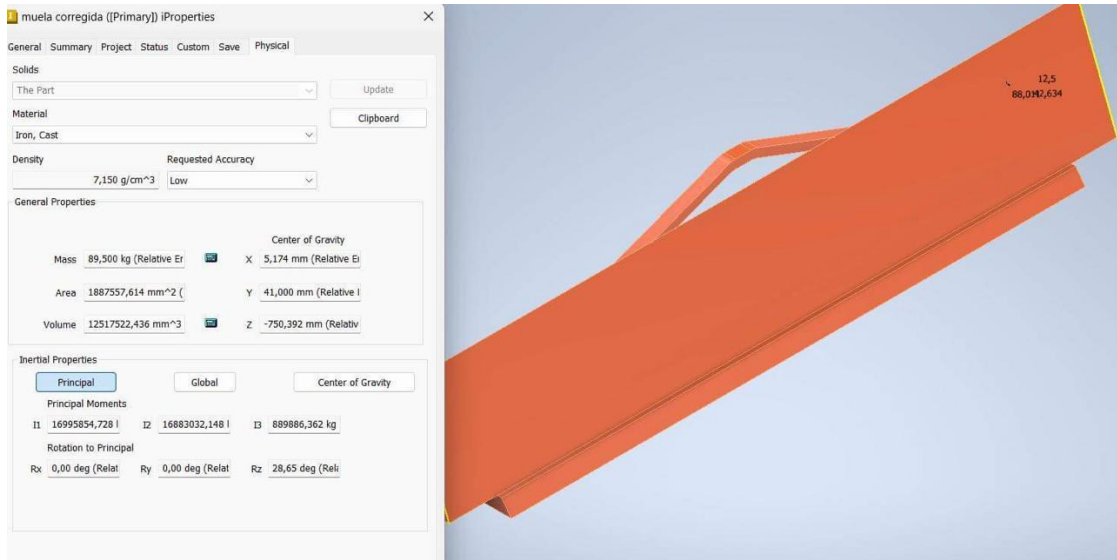 muela corregida ([Primary]) iProperties
General Summary Project Status Custom Save Physical
Solids
The Part
Update
Material
Clipboard
Iron, Cast
Density Requested Accuracy
7,150 g/cm^3 Low
General Properties
Center of Gravity
Mass 89,500 kg (Relative Er X 5,174 mm (Relative Er
Area 1887557,614 mm^2 ( Y 41,000 mm (Relative
Volume 12517522,436 mm^3 Z -750,392 mm (Relativ
Inertial Properties
Principal Global Center of Gravity
Principal Moments
I1 16995854,728 I2 16883032,148 I3 889886,362 kg
Rotation to Principal
Rx 0,00 deg (Relat Ry 0,00 deg (Relat Rz 28,65 deg (Rela
12,5